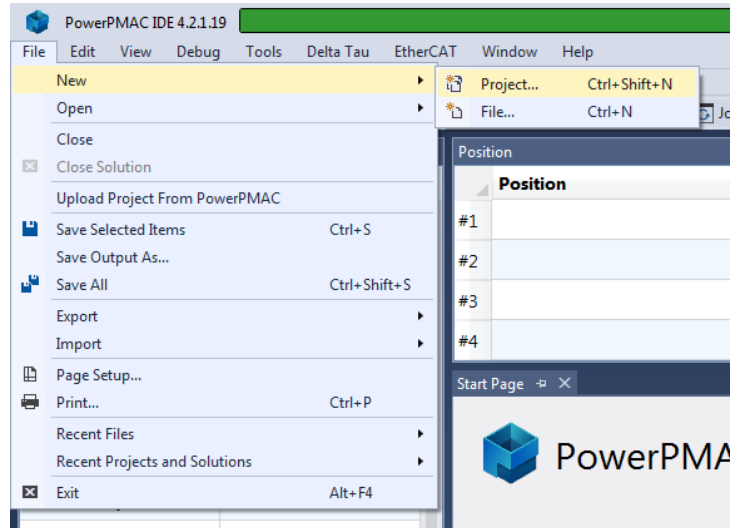 PowerPMAC IDE 4.2.1.19
File Edit View Debug Tools Delta Tau EtherCAT Window Help
New
Project... Ctrl+Shift+N
Open
File... Ctrl+N
Close
Close Solution
Upload Project From PowerPMAC
Save Selected Items Ctrl+S
Save Output As...
Save All Ctrl+Shift+S
Export
Import
Page Setup...
Print... Ctrl+P
Recent Files
Recent Projects and Solutions
Exit Alt+F4
Position
Position
#1
#2
#3
#4
Start Page
PowerPMA